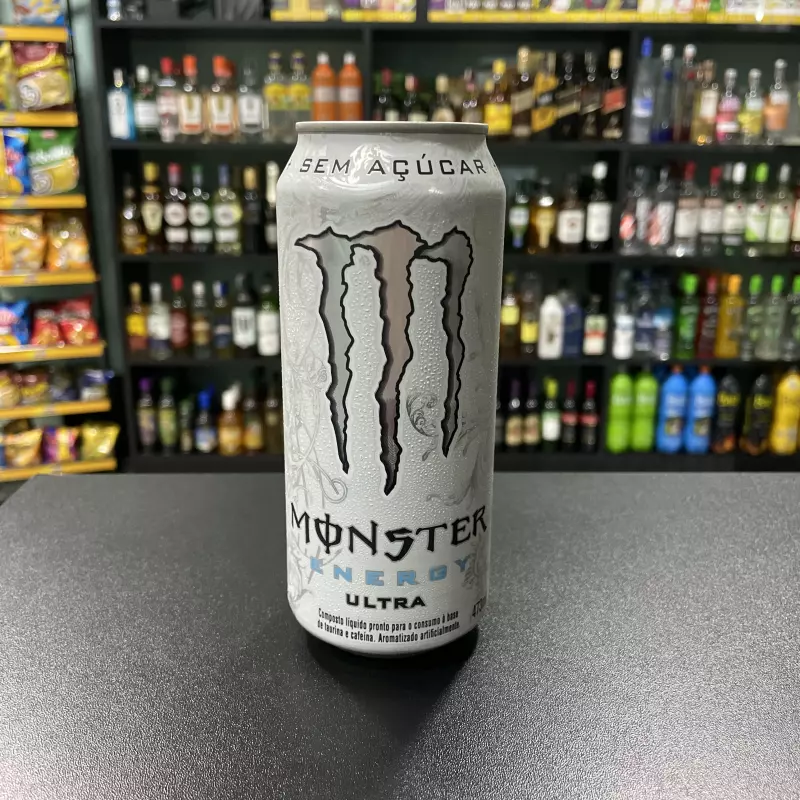 SEM AÇÚCAR
MONSTER
ENERGY
ULTRA
Composto líquido pronto para o consumo à base
de taurina e cafeína. Aromatizado artificialmente.